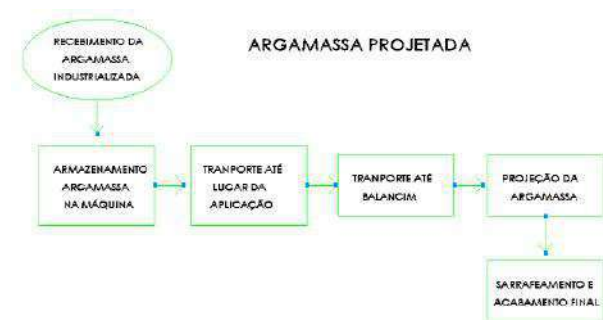 RECEBIMENTO DA
ARGAMASSA
INDUSTRIALIZADA
ARGAMASSA PROJETADA
ARMAZENAMENTO
ARGAMASSA
NA MÁQUINA
TRANPORTE ATÉ
LUGAR DA
APLICAÇÃO
TRANPORTE ATÉ
BALANCIM
PROJEÇÃO DA
ARGAMASSA
SARRAFEAMENTO E
ACABAMENTO FINAL